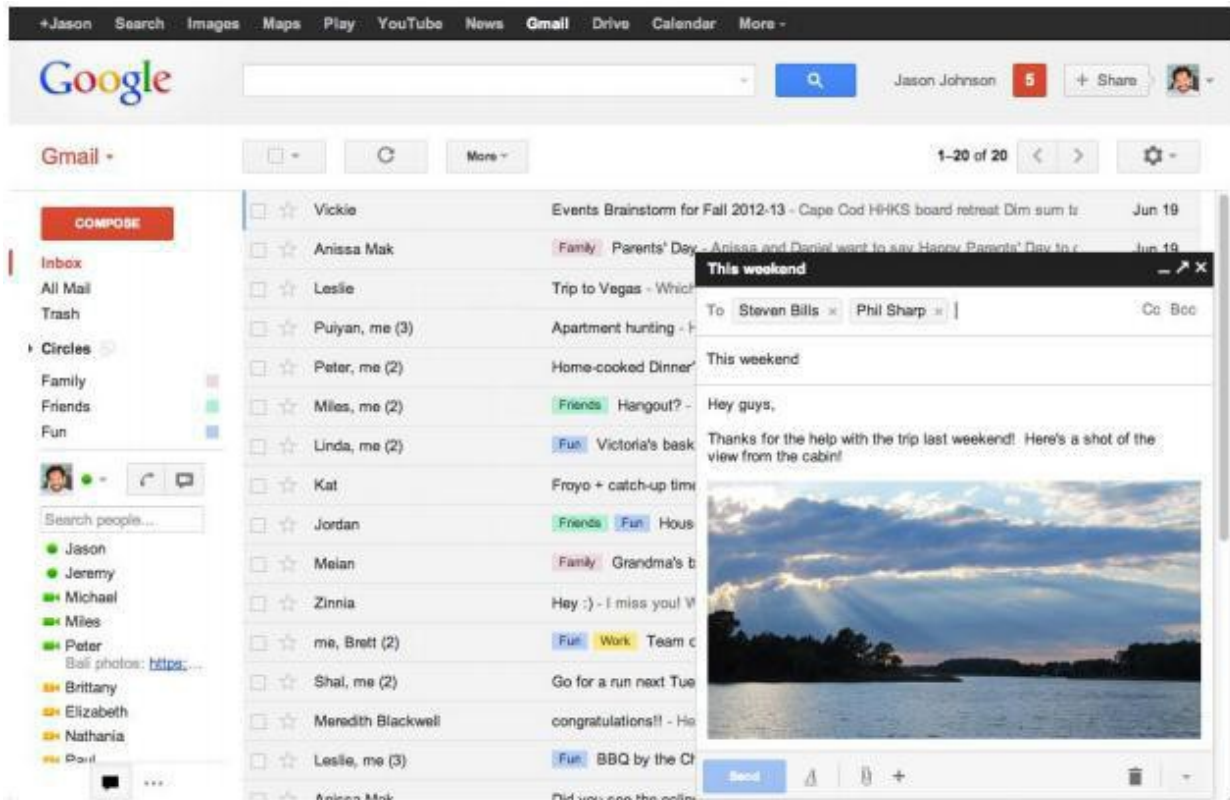 +Jason Search Images Maps Play YouTube News Gmail Drive Calendar More
Google
Jason Johnson 5 + Share
Gmail
More
1–20 of 20
COMPOSE
Inbox
All Mail
Trash
Circles
Family
Friends
Fun
Search people...
Jason
Jeremy
Michael
Miles
Peter
Bali photos: https:...
Brittany
Elizabeth
Nathania
Paul
Vickie Events Brainstorm for Fall 2012-13 - Cape Cod HHKS board retreat Dim sum Jun 19
Anissa Mak Family Parents' Day - Anissa and Daniel want to say Happy Parents' Day to Jun 19
Leslie Trip to Vegas - Which
Puiyan, me (3) Apartment hunting -
Peter, me (2) Home-cooked Dinner
Miles, me (2) Friends Hangout? -
Linda, me (2) Fun Victoria's bask
Kat Froyo + catch-up time
Jordan Friends Fun Hous
Meian Family Grandma's b
Zinnia Hey :) - I miss you! W
me, Brett (2) Fun Work Team
Shal, me (2) Go for a run next Tue
Meredith Blackwell congratulations!! - He
Leslie, me (3) Fun BBQ by the Ch
Anissa Mak Did you see the
This weekend
To Steven Bills × Phil Sharp × Cc Bcc
This weekend
Hey guys,
Thanks for the help with the trip last weekend! Here's a shot of the
view from the cabin!
Send